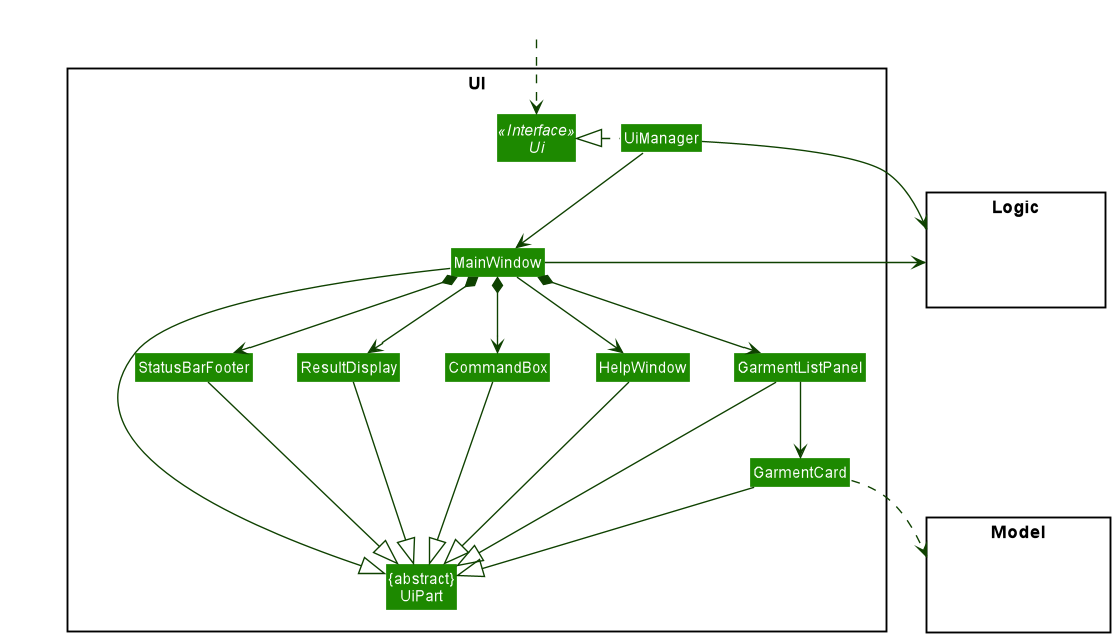 UI
«Interface»
Ui
UiManager
Logic
MainWindow
StatusBarFooter
ResultDisplay
CommandBox
HelpWindow
GarmentListPanel
GarmentCard
Model
{abstract}
UiPart